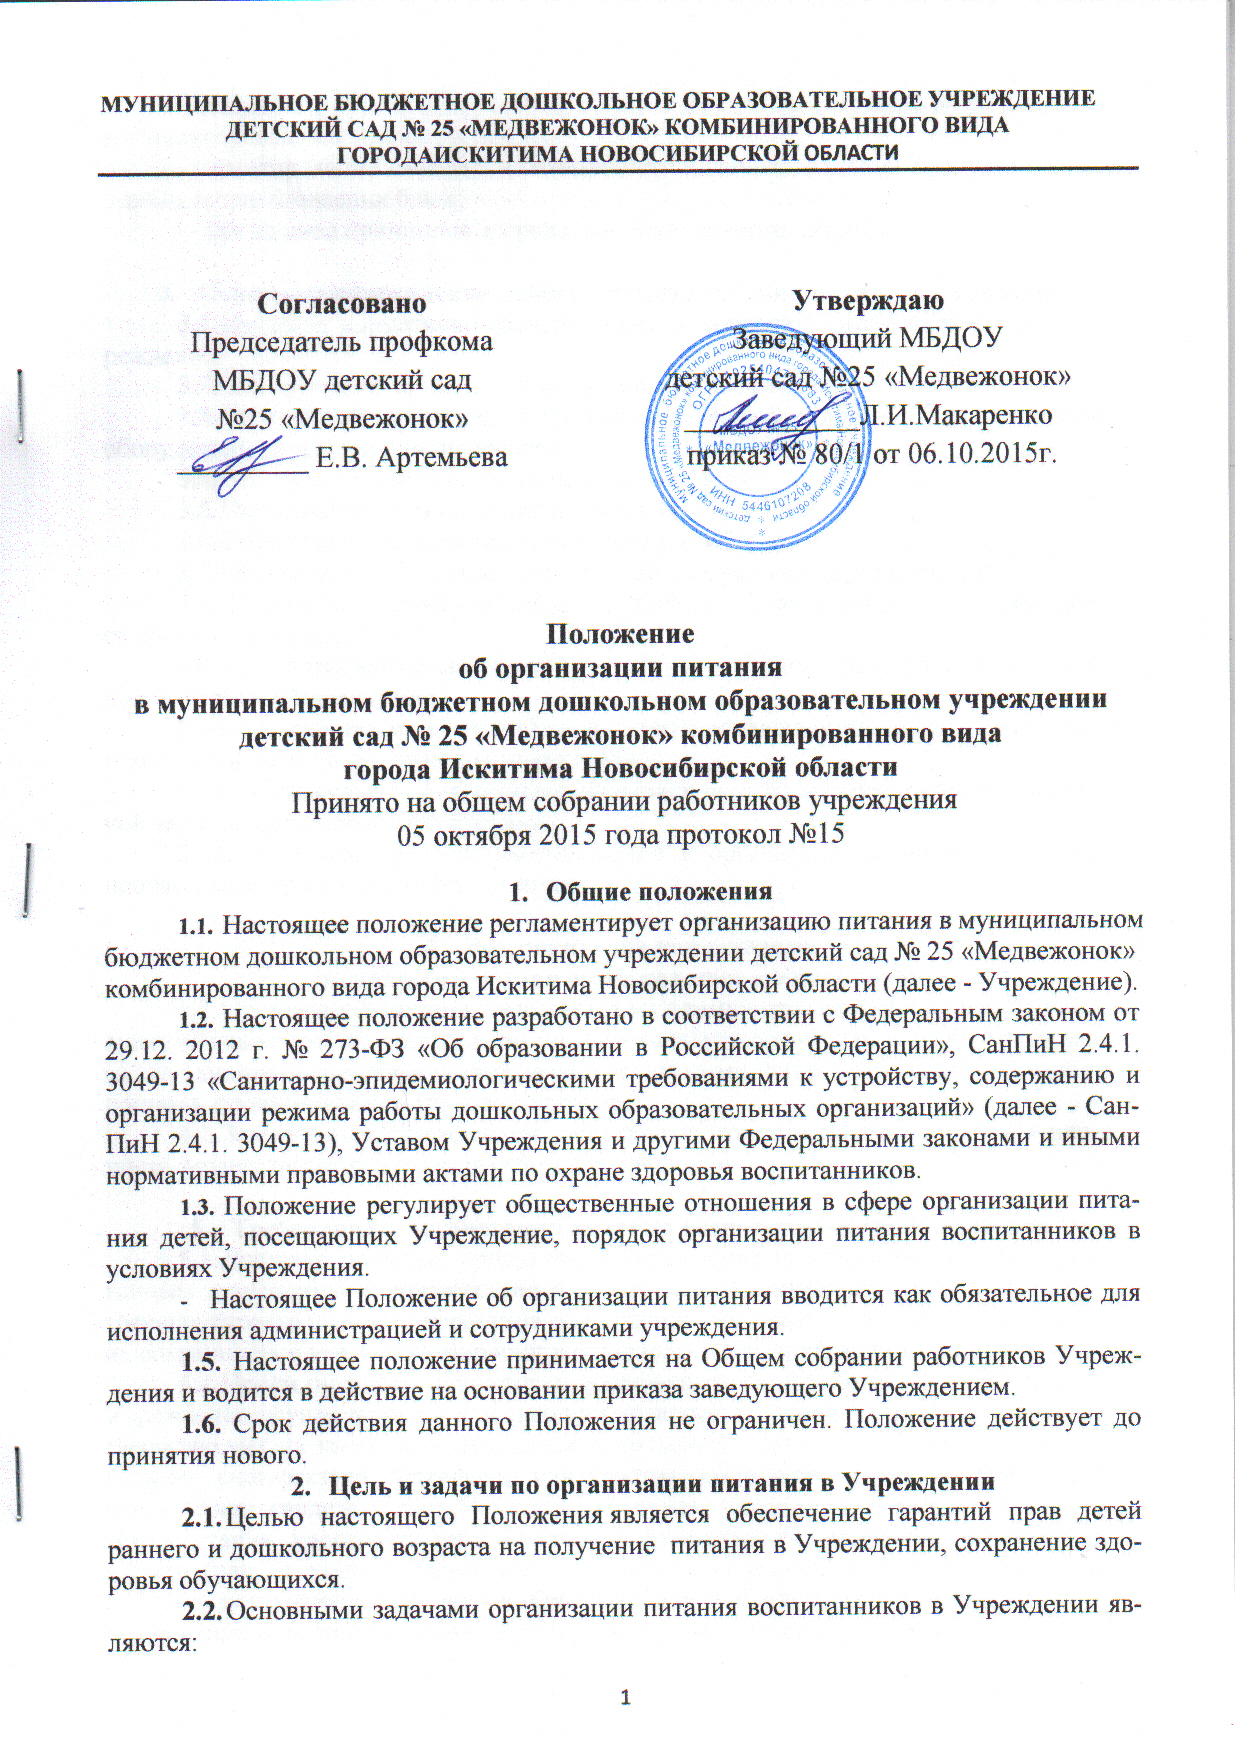 МУНИЦИПАЛЬНОЕ БЮДЖЕТНОЕ ДОШКОЛЬНОЕ ОБРАЗОВАТЕЛЬНОЕ УЧРЕЖДЕНИЕ
ДЕТСКИЙ САД № 25 «МЕДВЕЖОНОК» КОМБИНИРОВАННОГО ВИДА
ГОРОДАИСКИТИМА НОВОСИБИРСКОЙ ОБЛАСТИ
Согласовано
Председатель профкома
МБДОУ детский сад
№25 «Медвежонок»
Е.В. Артемьева
Утверждаю
Заведующий МБДОУ
детский сад №25 «Медвежонок»
Л.И.Макаренко
приказ № 80/1 от 06.10.2015г.
«Медвежонок»
ИНН 5446107208
Положение
об организации питания
в муниципальном бюджетном дошкольном образовательном учреждении
детский сад № 25 «Медвежонок» комбинированного вида
города Искитима Новосибирской области
Принято на общем собрании работников учреждения
05 октября 2015 года протокол №15
1. Общие положения
1.1. Настоящее положение регламентирует организацию питания в муниципальном
бюджетном дошкольном образовательном учреждении детский сад № 25 «Медвежонок»
комбинированного вида города Искитима Новосибирской области (далее - Учреждение).
1.2. Настоящее положение разработано в соответствии с Федеральным законом от
29.12. 2012 г. № 273-ФЗ «Об образовании в Российской Федерации», СанПиН 2.4.1.
3049-13 «Санитарно-эпидемиологическими требованиями к устройству, содержанию и
организации режима работы дошкольных образовательных организаций» (далее - Сан-
ПиН 2.4.1. 3049-13), Уставом Учреждения и другими Федеральными законами и иными
нормативными правовыми актами по охране здоровья воспитанников.
1.3. Положение регулирует общественные отношения в сфере организации пита-
ния детей, посещающих Учреждение, порядок организации питания воспитанников в
условиях Учреждения.
- Настоящее Положение об организации питания вводится как обязательное для
исполнения администрацией и сотрудниками учреждения.
1.5. Настоящее положение принимается на Общем собрании работников Учреж-
дения и водится в действие на основании приказа заведующего Учреждением.
1.6. Срок действия данного Положения не ограничен. Положение действует до
принятия нового.
2. Цель и задачи по организации питания в Учреждении
2.1. Целью настоящего Положения является обеспечение гарантий прав детей
раннего и дошкольного возраста на получение питания в Учреждении, сохранение здо-
ровья обучающихся.
2.2. Основными задачами организации питания воспитанников в Учреждении яв-
ляются:
1